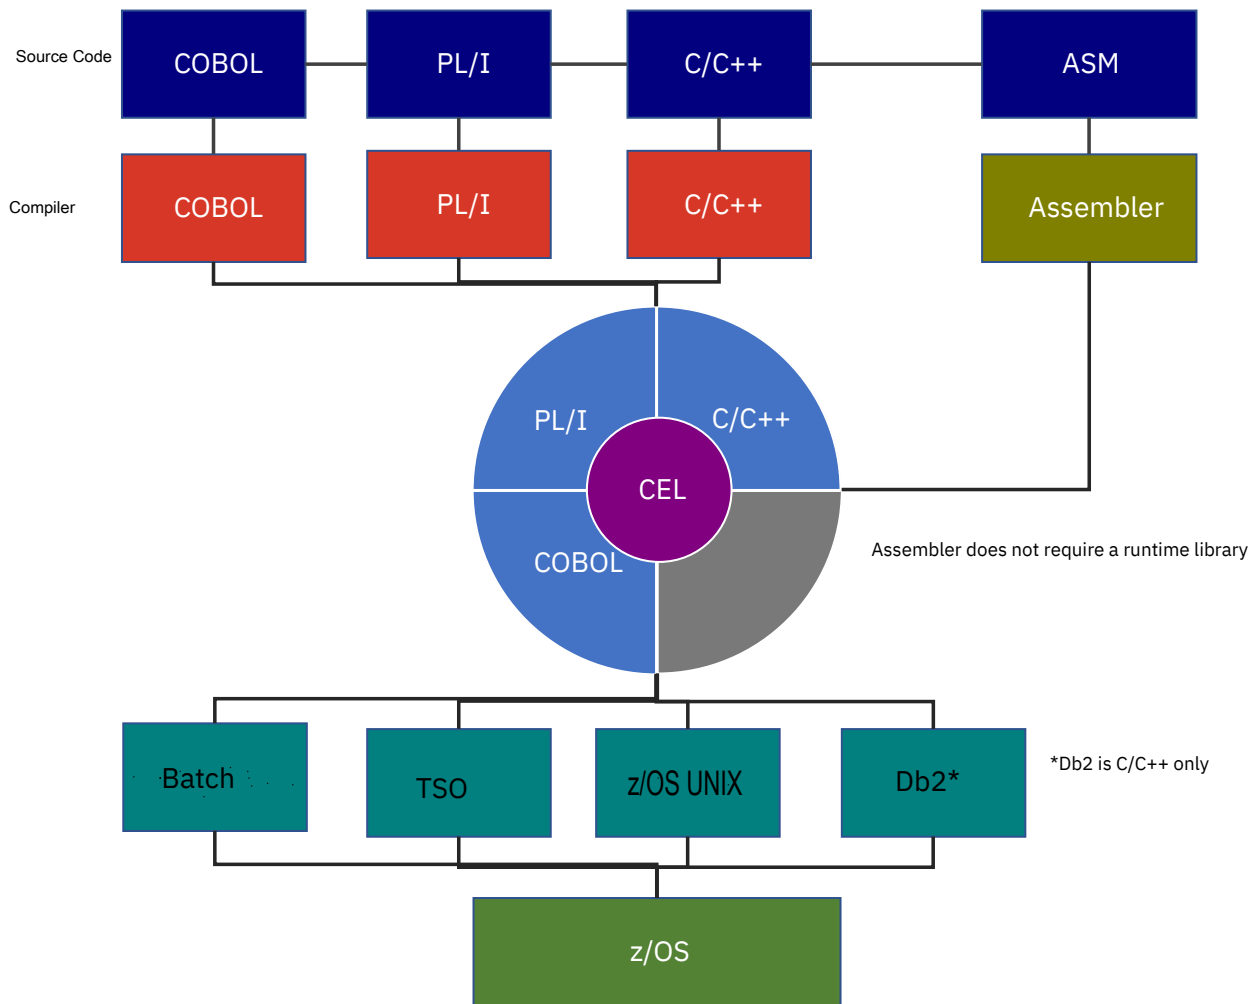 Source Code
COBOL
PL/I
C/C++
ASM
Compiler
COBOL
PL/I
C/C++
Assembler
PL/I
C/C++
CEL
COBOL
Assembler does not require a runtime library
Batch
TSO
z/OS UNIX
Db2*
*Db2 is C/C++ only
z/OS